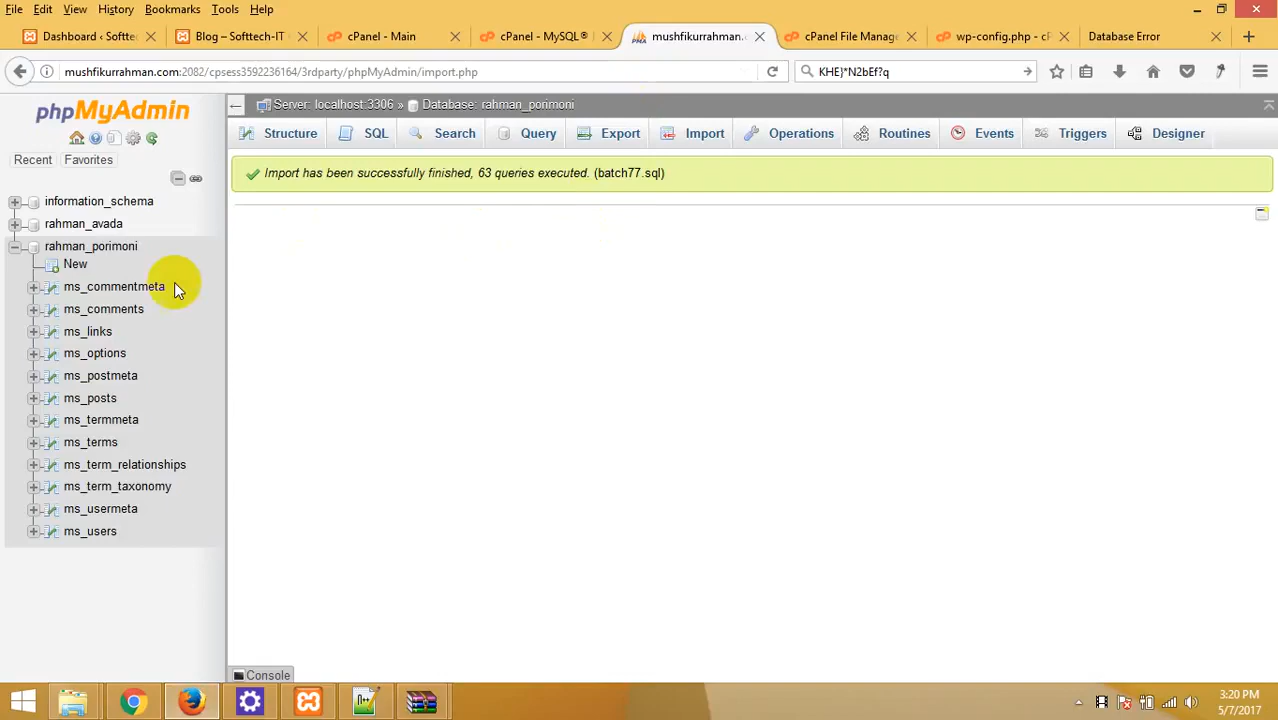 File Edit View History Bookmarks Tools Help
Dashboard ‹ Softte
Blog – Softtech-IT
cPanel - Main
cPanel - MySQL®
mushfikurrahman.
cPanel File Manage
wp-config.php - cP
Database Error
mushfikurrahman.com:2082/cpsess3592236164/3rdparty/phpMyAdmin/import.php
KHE}*N2bEf?q
phpMyAdmin
Recent Favorites
information_schema
rahman_avada
rahman_porimoni
New
ms_commentmeta
ms_comments
ms_links
ms_options
ms_postmeta
ms_posts
ms_termmeta
ms_terms
ms_term_relationships
ms_term_taxonomy
ms_usermeta
ms_users
Server: localhost:3306 » Database: rahman_porimoni
Structure SQL Search Query Export Import Operations Routines Events Triggers Designer
Import has been successfully finished, 63 queries executed. (batch77.sql)
Console
3:20 PM
5/7/2017